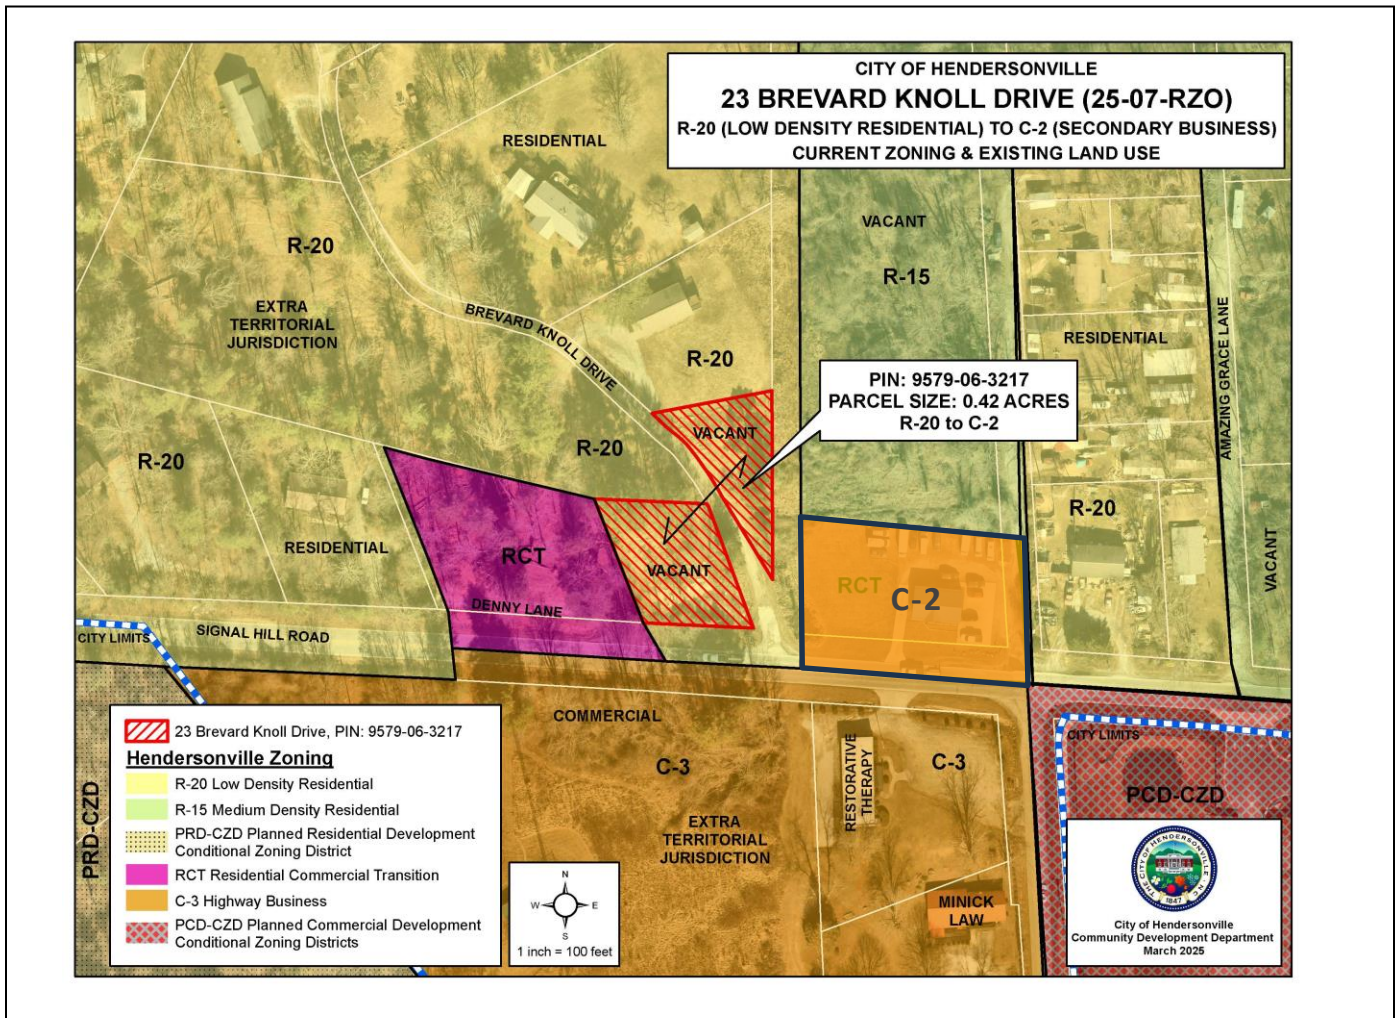 CITY OF HENDERSONVILLE
23 BREVARD KNOLL DRIVE (25-07-RZO)
R-20 (LOW DENSITY RESIDENTIAL) TO C-2 (SECONDARY BUSINESS)
CURRENT ZONING & EXISTING LAND USE
RESIDENTIAL
R-20
EXTRA
TERRITORIAL
JURISDICTION
BREVARD KNOLL DRIVE
R-20
VACANT
R-15
RESIDENTIAL
AMAZING GRACE LANE
PIN: 9579-06-3217
PARCEL SIZE: 0.42 ACRES
R-20 to C-2
VACANT
R-20
R-20
RESIDENTIAL
RCT
DENNY LANE
VACANT
RCT
C-2
R-20
VACANT
CITY LIMITS
SIGNAL HILL ROAD
COMMERCIAL
C-3
EXTRA
TERRITORIAL
JURISDICTION
RESTORATIVE
THERAPY
C-3
MINICK
LAW
CITY LIMITS
PCD-CZD
PRD-CZD
23 Brevard Knoll Drive, PIN: 9579-06-3217
Hendersonville Zoning
R-20 Low Density Residential
R-15 Medium Density Residential
PRD-CZD Planned Residential Development
Conditional Zoning District
RCT Residential Commercial Transition
C-3 Highway Business
PCD-CZD Planned Commercial Development
Conditional Zoning Districts
N
W
E
S
1 inch = 100 feet
THE CITY OF HENDERSONVILLE, N.C.
1847
City of Hendersonville
Community Development Department
March 2025